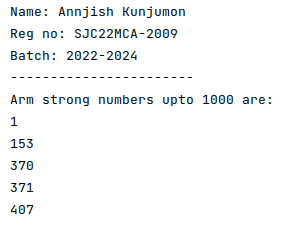 Name: Annjish Kunjumon
Reg no: SJC22MCA-2009
Batch: 2022-2024
-----------------------
Arm strong numbers upto 1000 are:
1
153
370
371
407